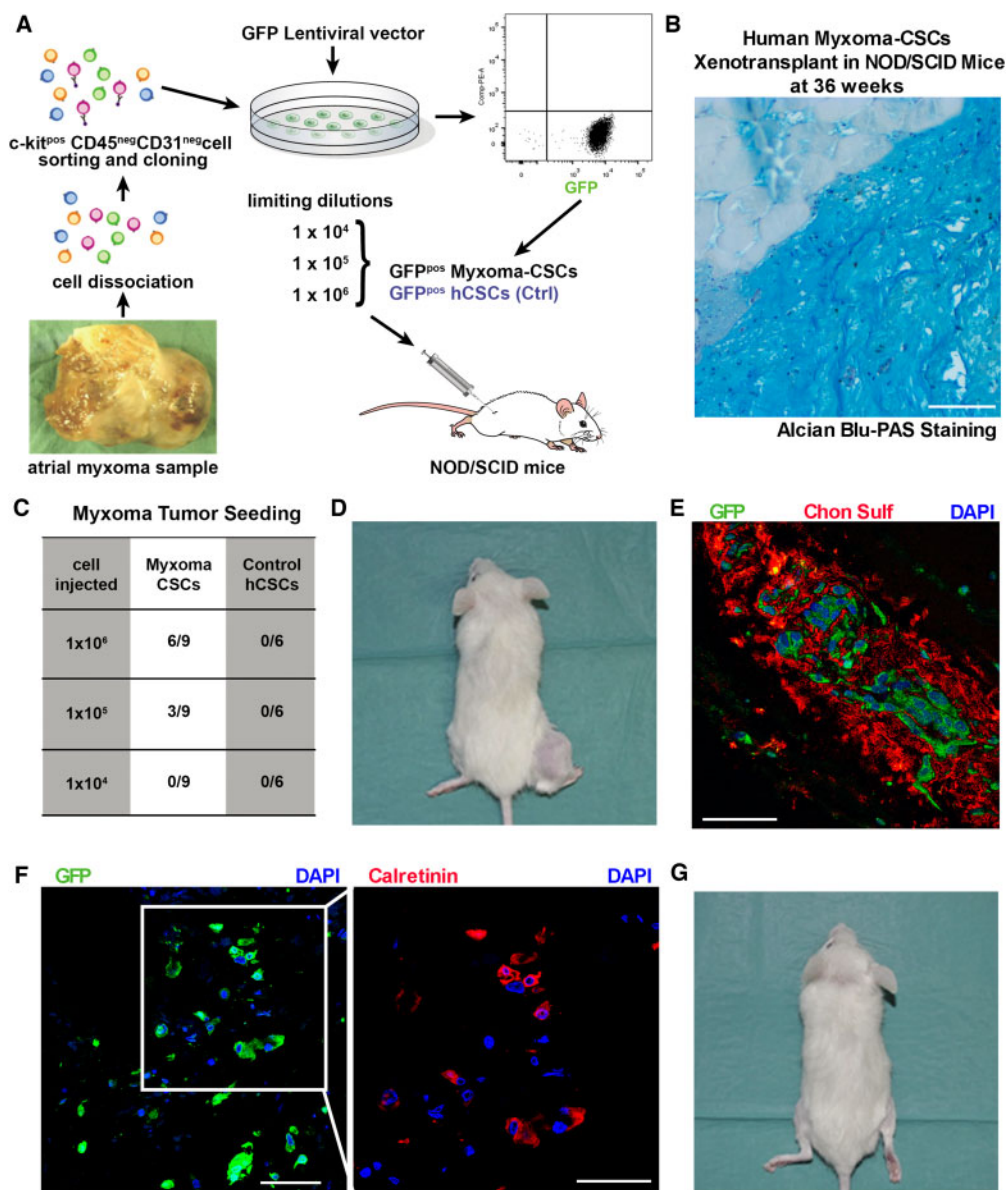 A
GFP Lentiviral vector
c-kitpos CD45negCD31negcell
sorting and cloning
cell dissociation
atrial myxoma sample
Comp-PE-A
GFP
limiting dilutions
1 x 10⁴
1 x 10⁵
1 x 10⁶
GFPpos Myxoma-CSCs
GFPpos hCSCs (Ctrl)
NOD/SCID mice
B
Human Myxoma-CSCs
Xenotransplant in NOD/SCID Mice
at 36 weeks
Alcian Blu-PAS Staining
C
Myxoma Tumor Seeding
cell injected Myxoma CSCs Control hCSCs
1x10⁶ 6/9 0/6
1x10⁵ 3/9 0/6
1x10⁴ 0/9 0/6
D
E
GFP Chon Sulf DAPI
F
GFP DAPI
Calretinin DAPI
G